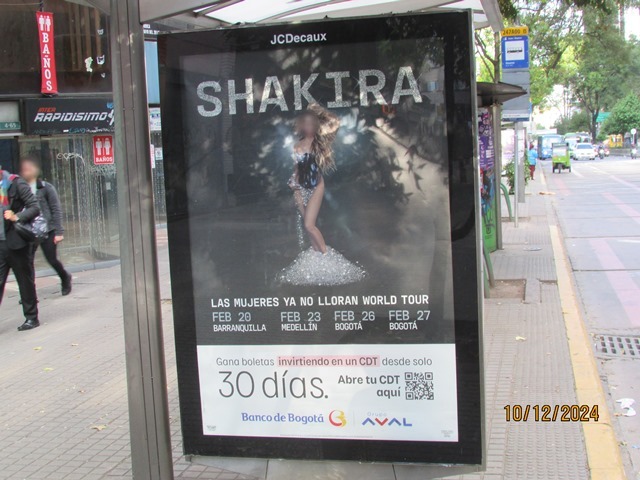 JCDecaux
SHAKIRA
LAS MUJERES YA NO LLORAN WORLD TOUR
FEB 20 FEB 23 FEB 26 FEB 27
BARRANQUILLA MEDELLÍN BOGOTÁ BOGOTÁ
Gana boletas invirtiendo en un CDT desde solo
30 días.
Abre tu CDT
aquí
Banco de Bogotá
AVAL
BAÑOS
INTER
RAPIDISIMO
BAÑOS
10/12/2024